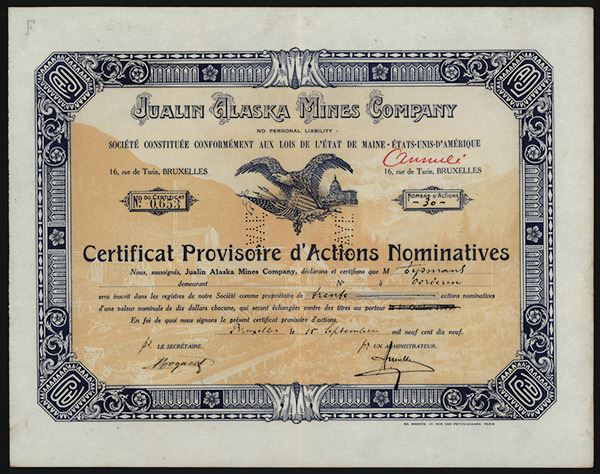 F
JUALIN ALASKA MINES COMPANY
NO PERSONAL LIABILITY -
SOCIÉTÉ CONSTITUÉE CONFORMÉMENT AUX LOIS DE L'ÉTAT DE MAINE - ÉTATS-UNIS-D'AMÉRIQUE
Annulé
16, rue de Turin, BRUXELLES
16, rue de Turin, BRUXELLES
No DU CERTIFICAT 0.653
NOMBRE D'ACTIONS - 30 -
Certificat Provisoire d'Actions Nominatives
Nous, soussignés, Jualin Alaska Mines Company, déclarons et certifions que M
demeurant No à
sera inscrit dans les registres de notre Société comme propriétaire de trente actions nominatives
d'une valeur nominale de dix dollars chacune, qui seront échangées contre des titres au porteur
En foi de quoi nous signons le présent certificat provisoire d'actions.
Bruxelles le 15 Septembre mil neuf cent dix neuf.
LE SECRÉTAIRE.
UN ADMINISTRATEUR.
PARIS